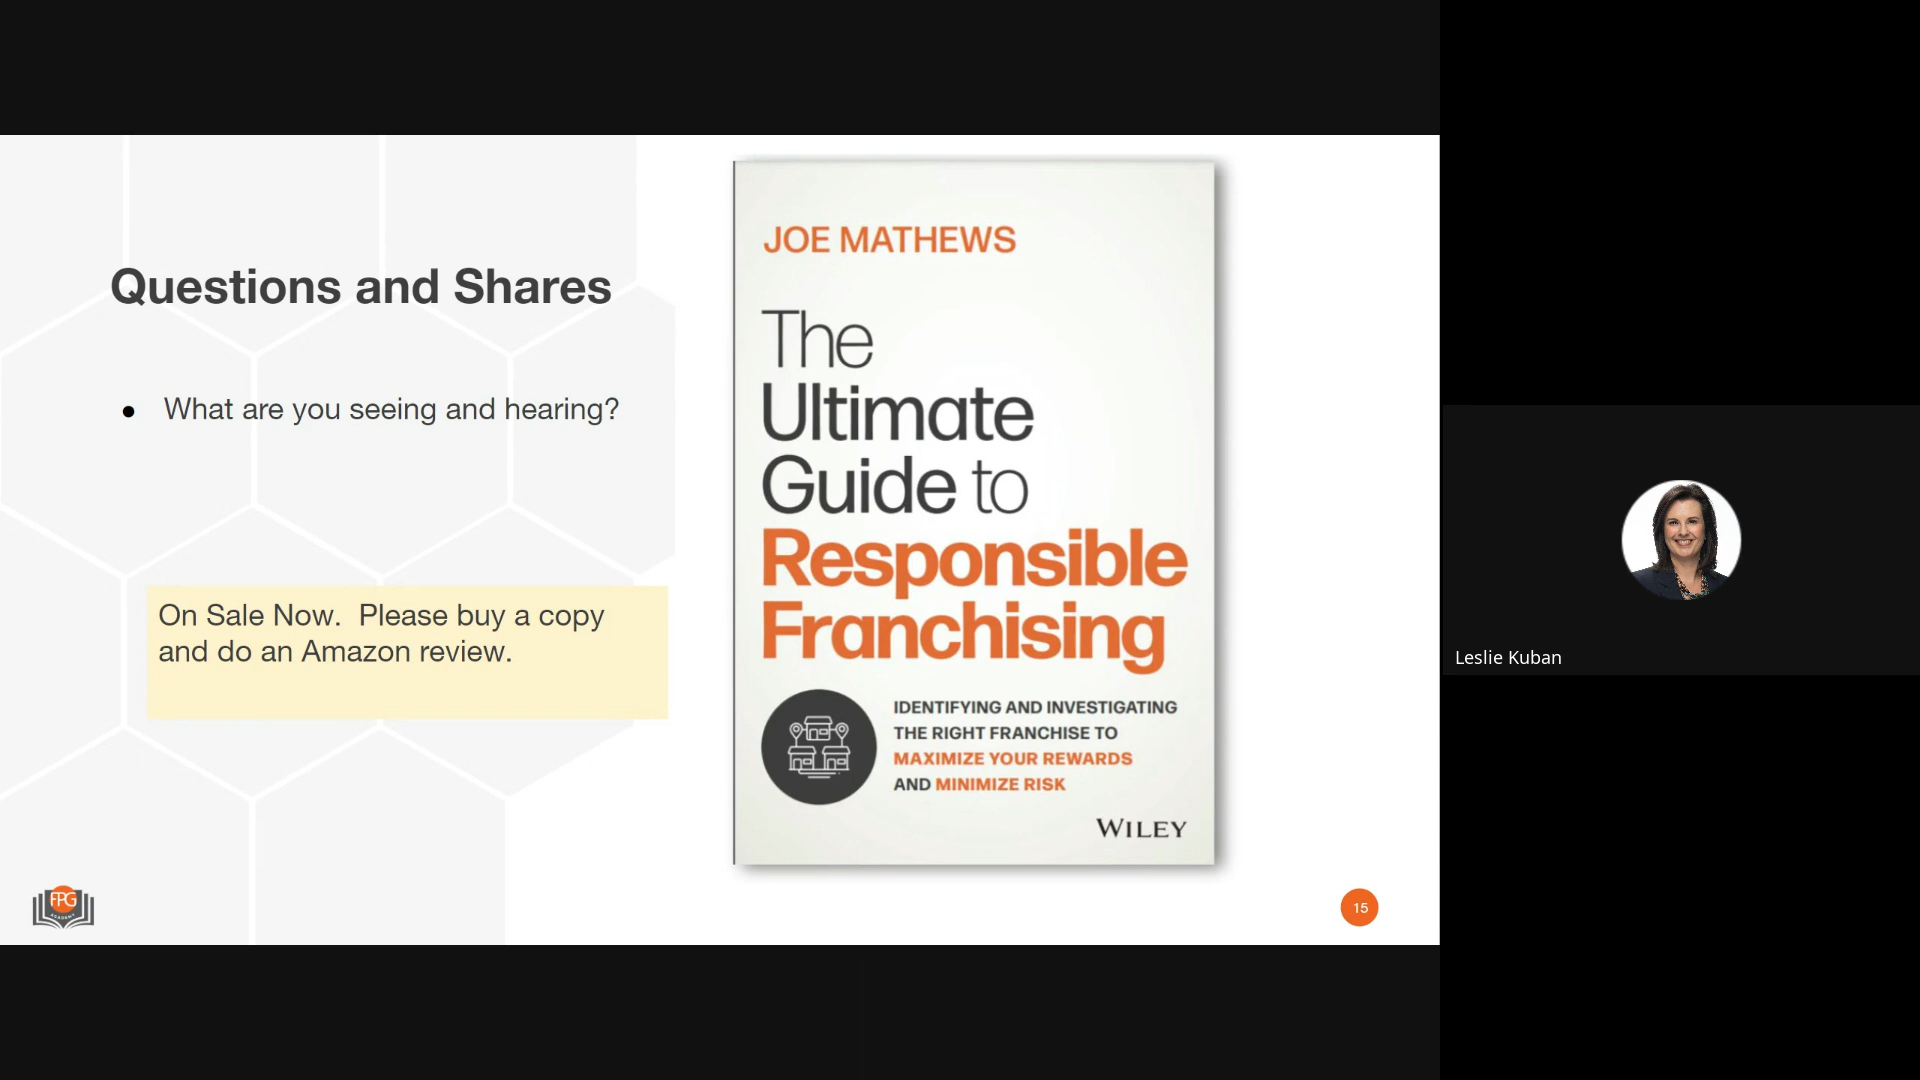 Questions and Shares
● What are you seeing and hearing?
On Sale Now.  Please buy a copy
and do an Amazon review.
JOE MATHEWS
The
Ultimate
Guide to
Responsible
Franchising
IDENTIFYING AND INVESTIGATING
THE RIGHT FRANCHISE TO
MAXIMIZE YOUR REWARDS
AND MINIMIZE RISK
WILEY
FPG
ACADEMY
15
Leslie Kuban